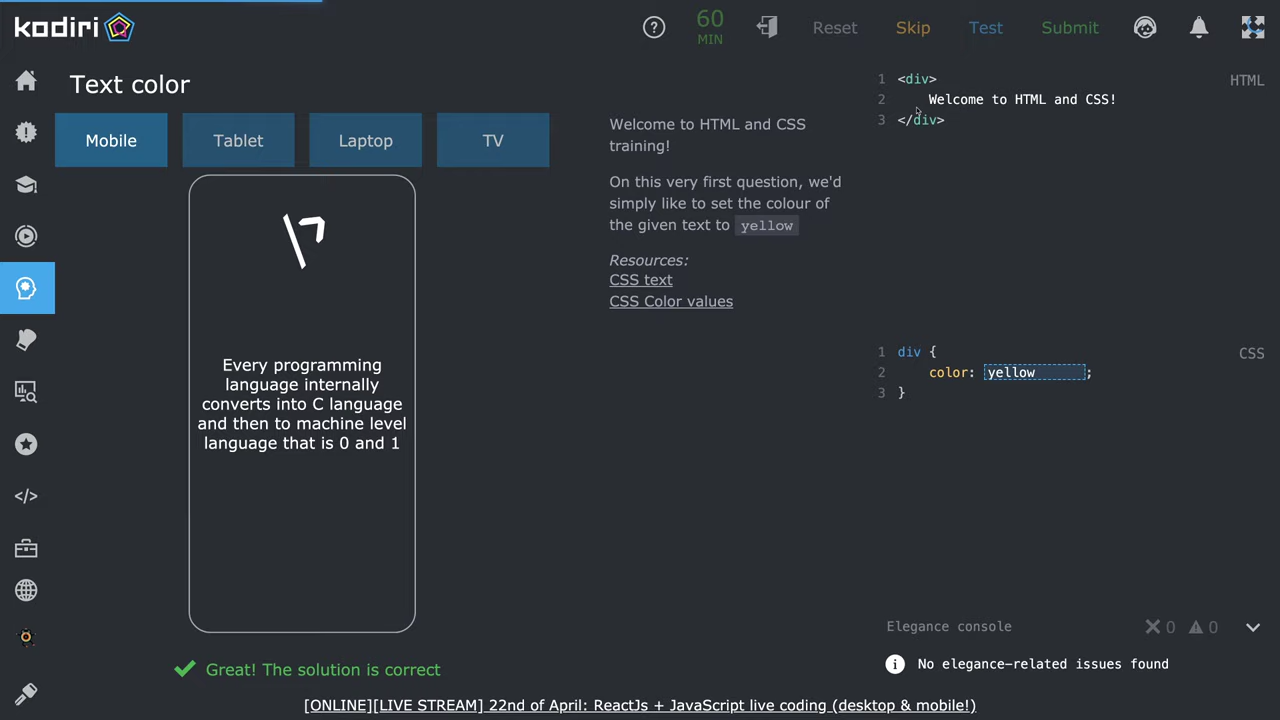 kodiri
60
MIN
Reset
Skip
Test
Submit
Text color
Mobile
Tablet
Laptop
TV
Every programming
language internally
converts into C language
and then to machine level
language that is 0 and 1
Great! The solution is correct
Welcome to HTML and CSS
training!
On this very first question, we'd
simply like to set the colour of
the given text to yellow
Resources:
CSS text
CSS Color values
HTML
1 <div>
2 Welcome to HTML and CSS!
3 </div>
CSS
1 div {
2 color: yellow ;
3 }
Elegance console
0 0
No elegance-related issues found
[ONLINE][LIVE STREAM] 22nd of April: ReactJs + JavaScript live coding (desktop & mobile!)